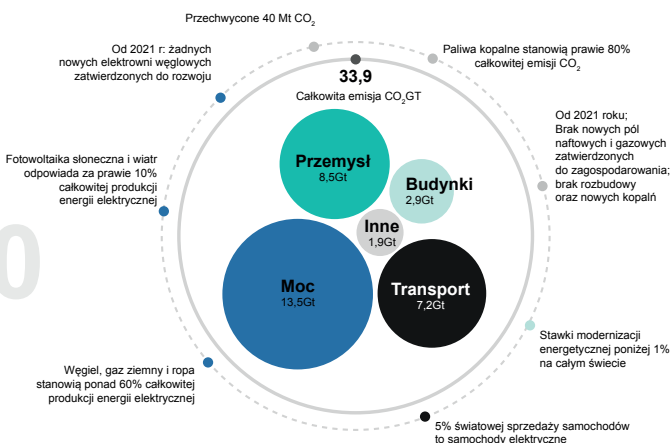 Przechwycone 40 Mt CO₂
Od 2021 r: żadnych
nowych elektrowni węglowych
zatwierdzonych do rozwoju
Paliwa kopalne stanowią prawie 80%
całkowitej emisji CO₂
33,9
Całkowita emisja CO₂GT
Od 2021 roku;
Brak nowych pól
naftowych i gazowych
zatwierdzonych
do zagospodarowania;
brak rozbudowy
oraz nowych kopalń
Fotowoltaika słoneczna i wiatr
odpowiada za prawie 10%
całkowitej produkcji
energii elektrycznej
Przemysł
8,5Gt
Budynki
2,9Gt
Inne
1,9Gt
0
Moc
13,5Gt
Transport
7,2Gt
Stawki modernizacji
energetycznej poniżej 1%
na całym świecie
Węgiel, gaz ziemny i ropa
stanowią ponad 60% całkowitej
produkcji energii elektrycznej
5% światowej sprzedaży samochodów
to samochody elektryczne